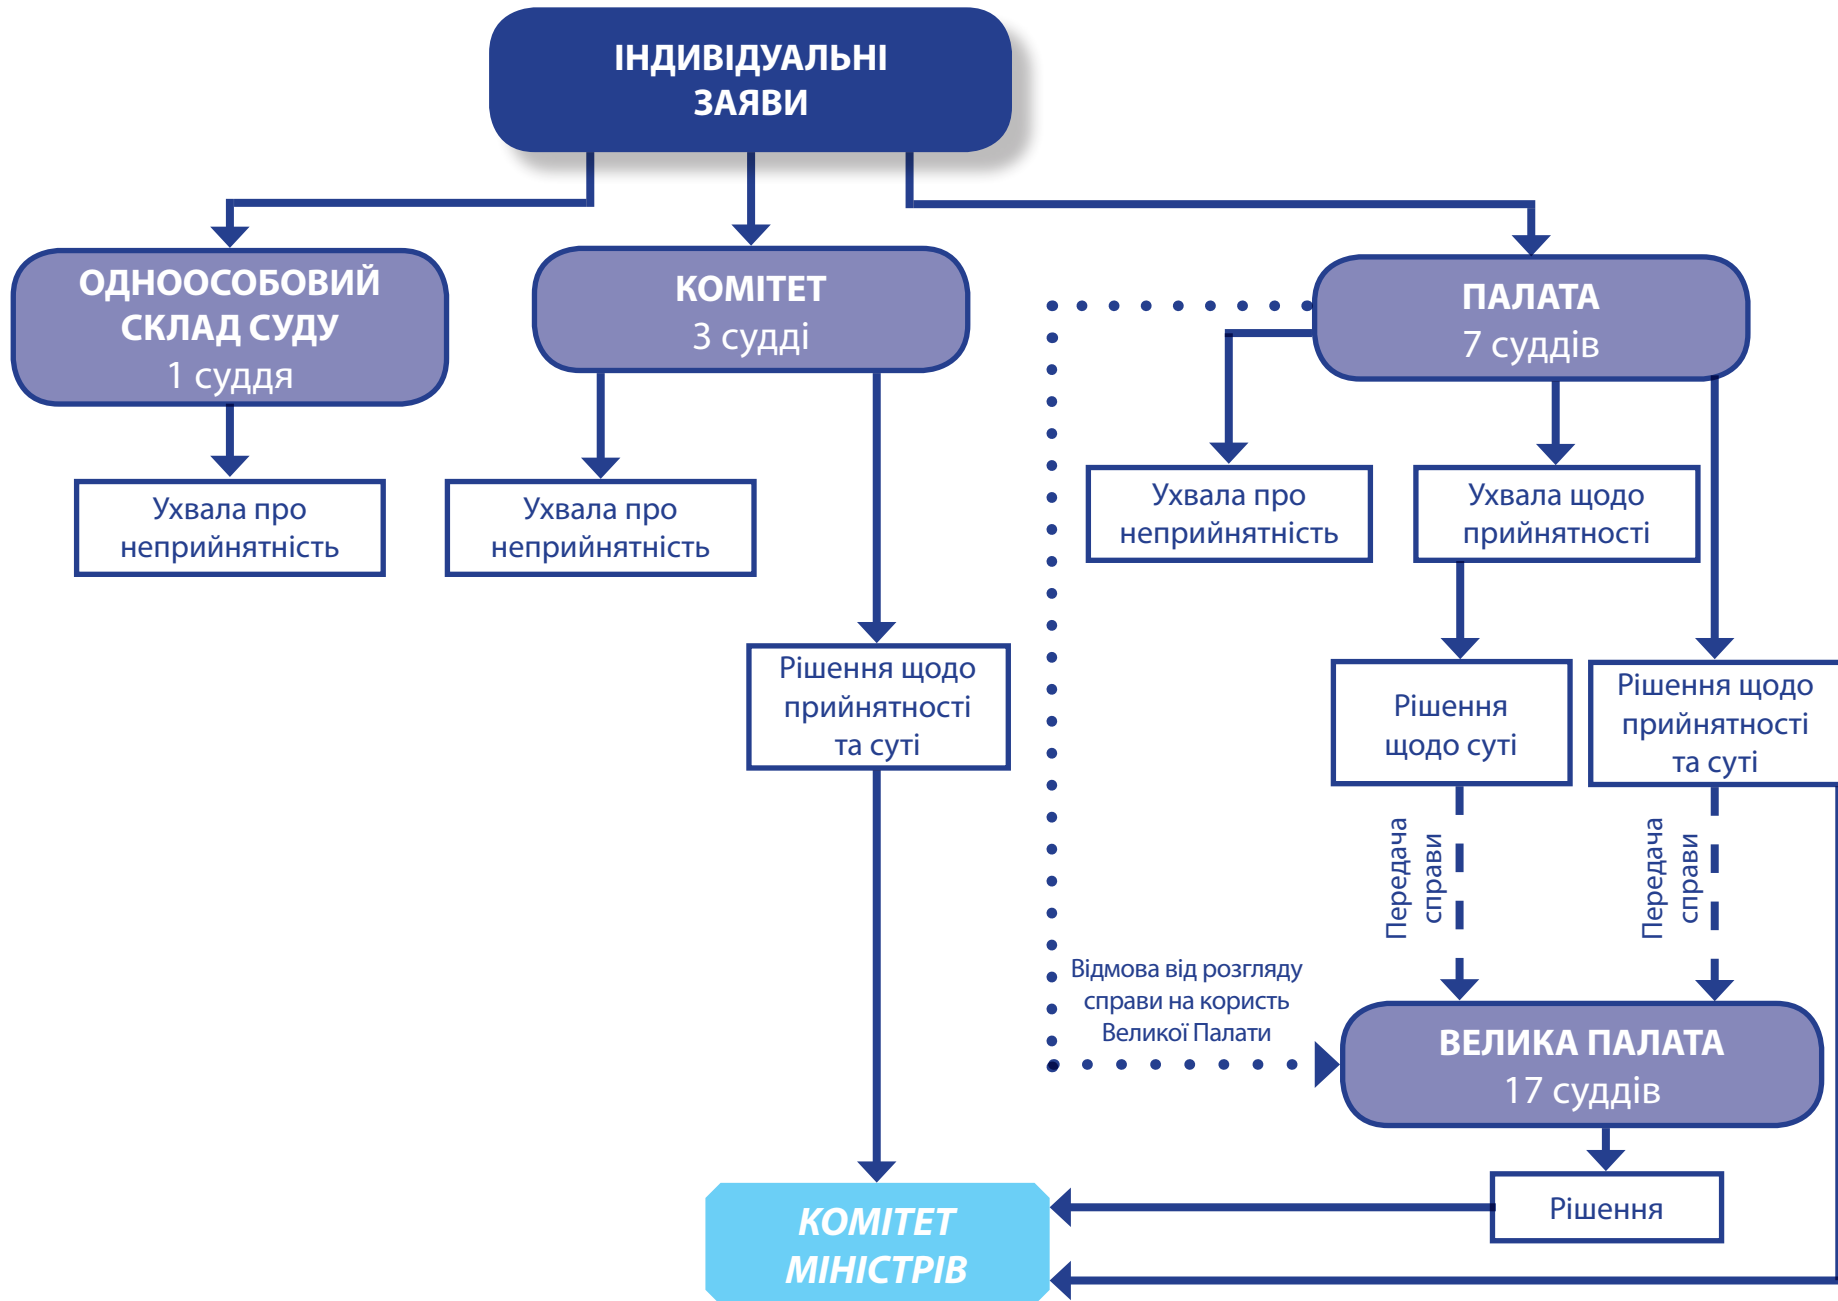 ІНДИВІДУАЛЬНІ
ЗАЯВИ
ОДНООСОБОВИЙ
СКЛАД СУДУ
1 суддя
КОМІТЕТ
3 судді
ПАЛАТА
7 суддів
Ухвала про
неприйнятність
Ухвала про
неприйнятність
Ухвала про
неприйнятність
Ухвала щодо
прийнятності
Рішення щодо
прийнятності
та суті
Рішення
щодо суті
Рішення щодо
прийнятності
та суті
Передача
справи
Передача
справи
Відмова від розгляду
справи на користь
Великої Палати
ВЕЛИКА ПАЛАТА
17 суддів
Рішення
КОМІТЕТ
МІНІСТРІВ